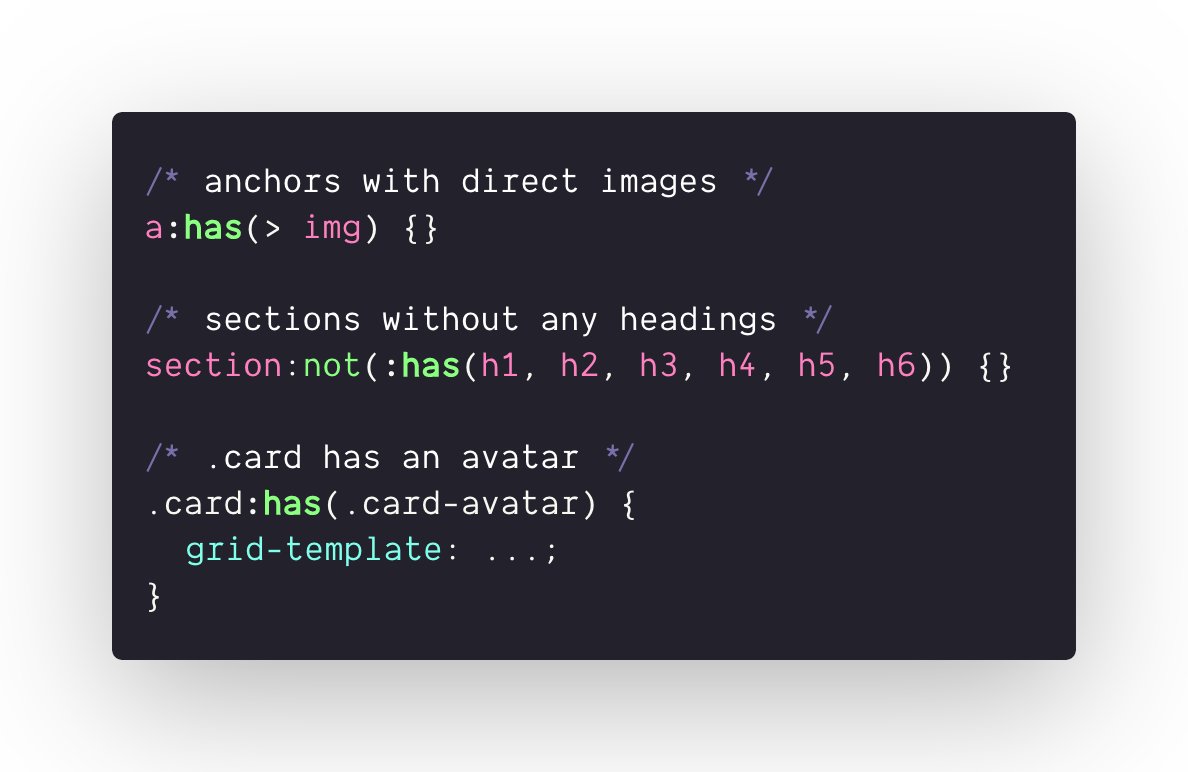 /* anchors with direct images */
a:has(> img) {}
/* sections without any headings */
section:not(:has(h1, h2, h3, h4, h5, h6)) {}
/* .card has an avatar */
.card:has(.card-avatar) {
  grid-template: ...;
}